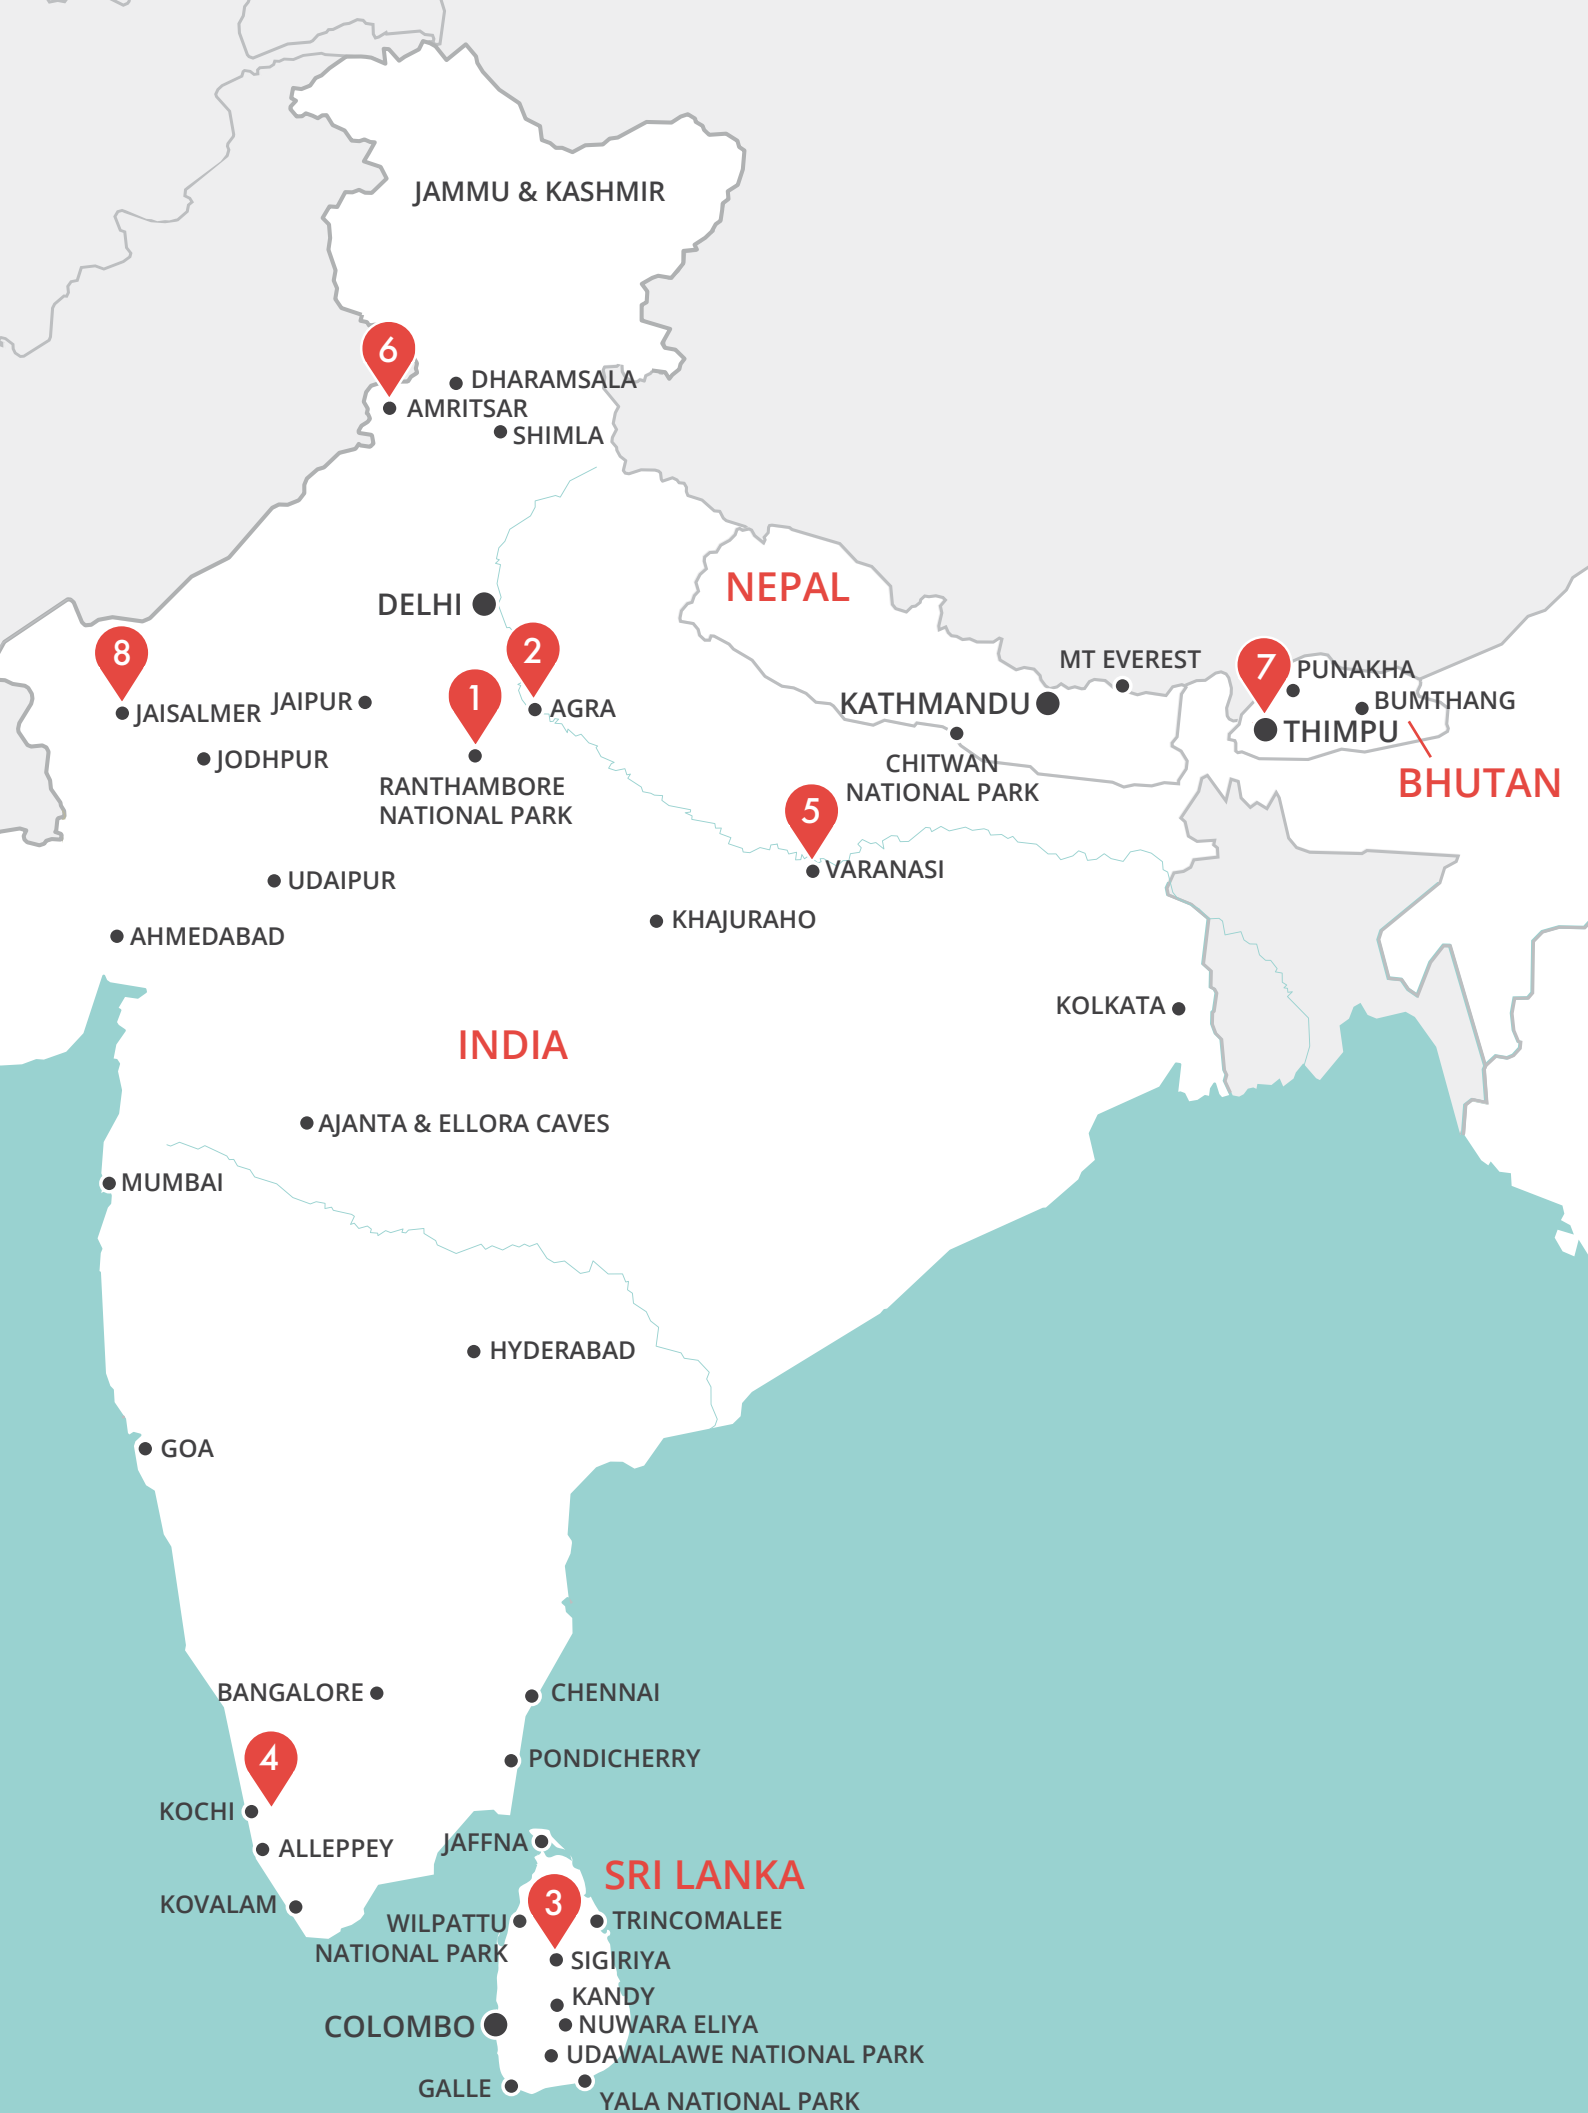 JAMMU & KASHMIR
6
DHARAMSALA
AMRITSAR
SHIMLA
NEPAL
DELHI
2
8
1
7
MT EVEREST
PUNAKHA
JAISALMER
JAIPUR
AGRA
KATHMANDU
BUMTHANG
THIMPU
JODHPUR
CHITWAN
NATIONAL PARK
BHUTAN
RANTHAMBORE
NATIONAL PARK
5
VARANASI
UDAIPUR
KHAJURAHO
AHMEDABAD
KOLKATA
INDIA
AJANTA & ELLORA CAVES
MUMBAI
HYDERABAD
GOA
BANGALORE
CHENNAI
4
PONDICHERRY
KOCHI
ALLEPPEY
JAFFNA
SRI LANKA
KOVALAM
3
WILPATTU
NATIONAL PARK
TRINCOMALEE
SIGIRIYA
KANDY
COLOMBO
NUWARA ELIYA
UDAWALAWE NATIONAL PARK
GALLE
YALA NATIONAL PARK